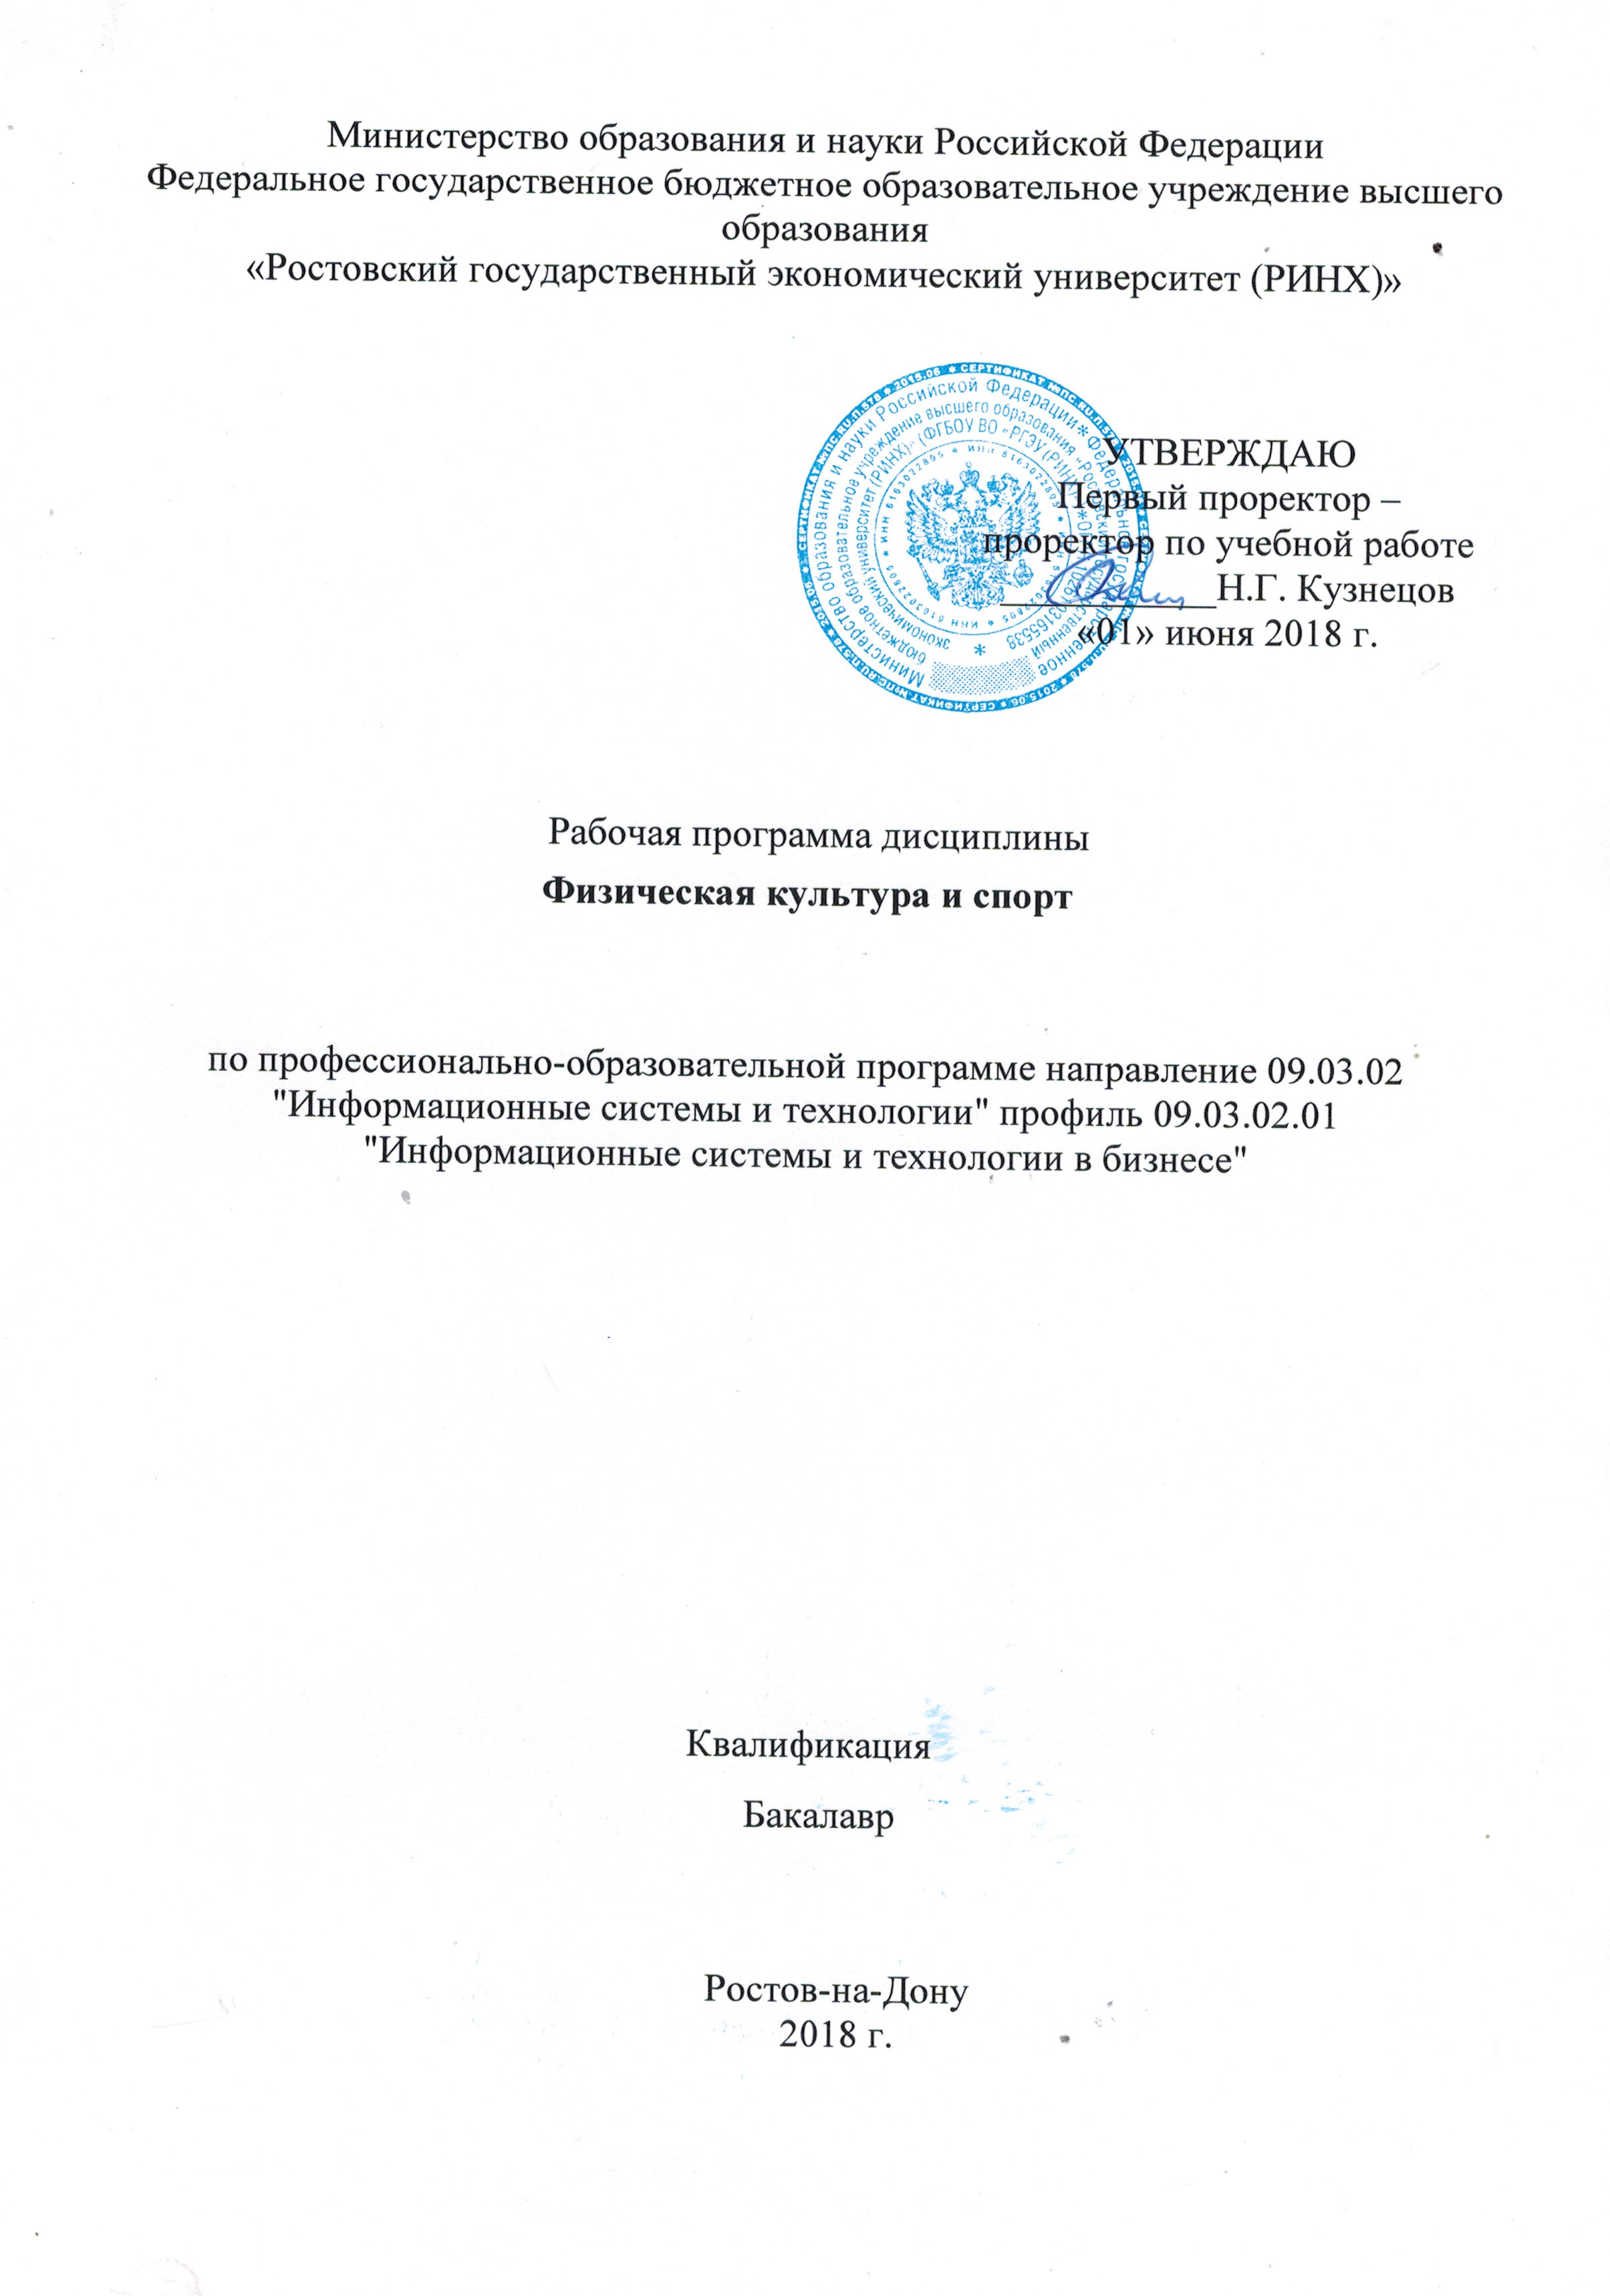 Министерство образования и науки Российской Федерации
Федеральное государственное бюджетное образовательное учреждение высшего
образования
«Ростовский государственный экономический университет (РИНХ)»
УТВЕРЖДАЮ
Первый проректор –
проректор по учебной работе
Н.Г. Кузнецов
«01» июня 2018 г.
Рабочая программа дисциплины
Физическая культура и спорт
по профессионально-образовательной программе направление 09.03.02
"Информационные системы и технологии" профиль 09.03.02.01
"Информационные системы и технологии в бизнесе"
Квалификация
Бакалавр
Ростов-на-Дону
2018 г.